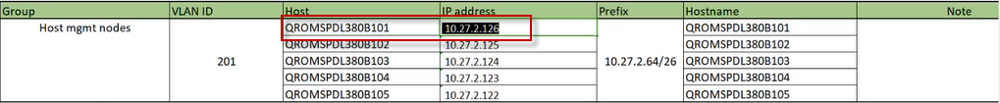 Group VLAN ID Host IP address Prefix Hostname Note
Host mgmt nodes QROMSPDL380B101 10.27.2.126 QROMSPDL380B101
QROMSPDL380B102 10.27.2.125 QROMSPDL380B102
201 QROMSPDL380B103 10.27.2.124 10.27.2.64/26 QROMSPDL380B103
QROMSPDL380B104 10.27.2.123 QROMSPDL380B104
QROMSPDL380B105 10.27.2.122 QROMSPDL380B105